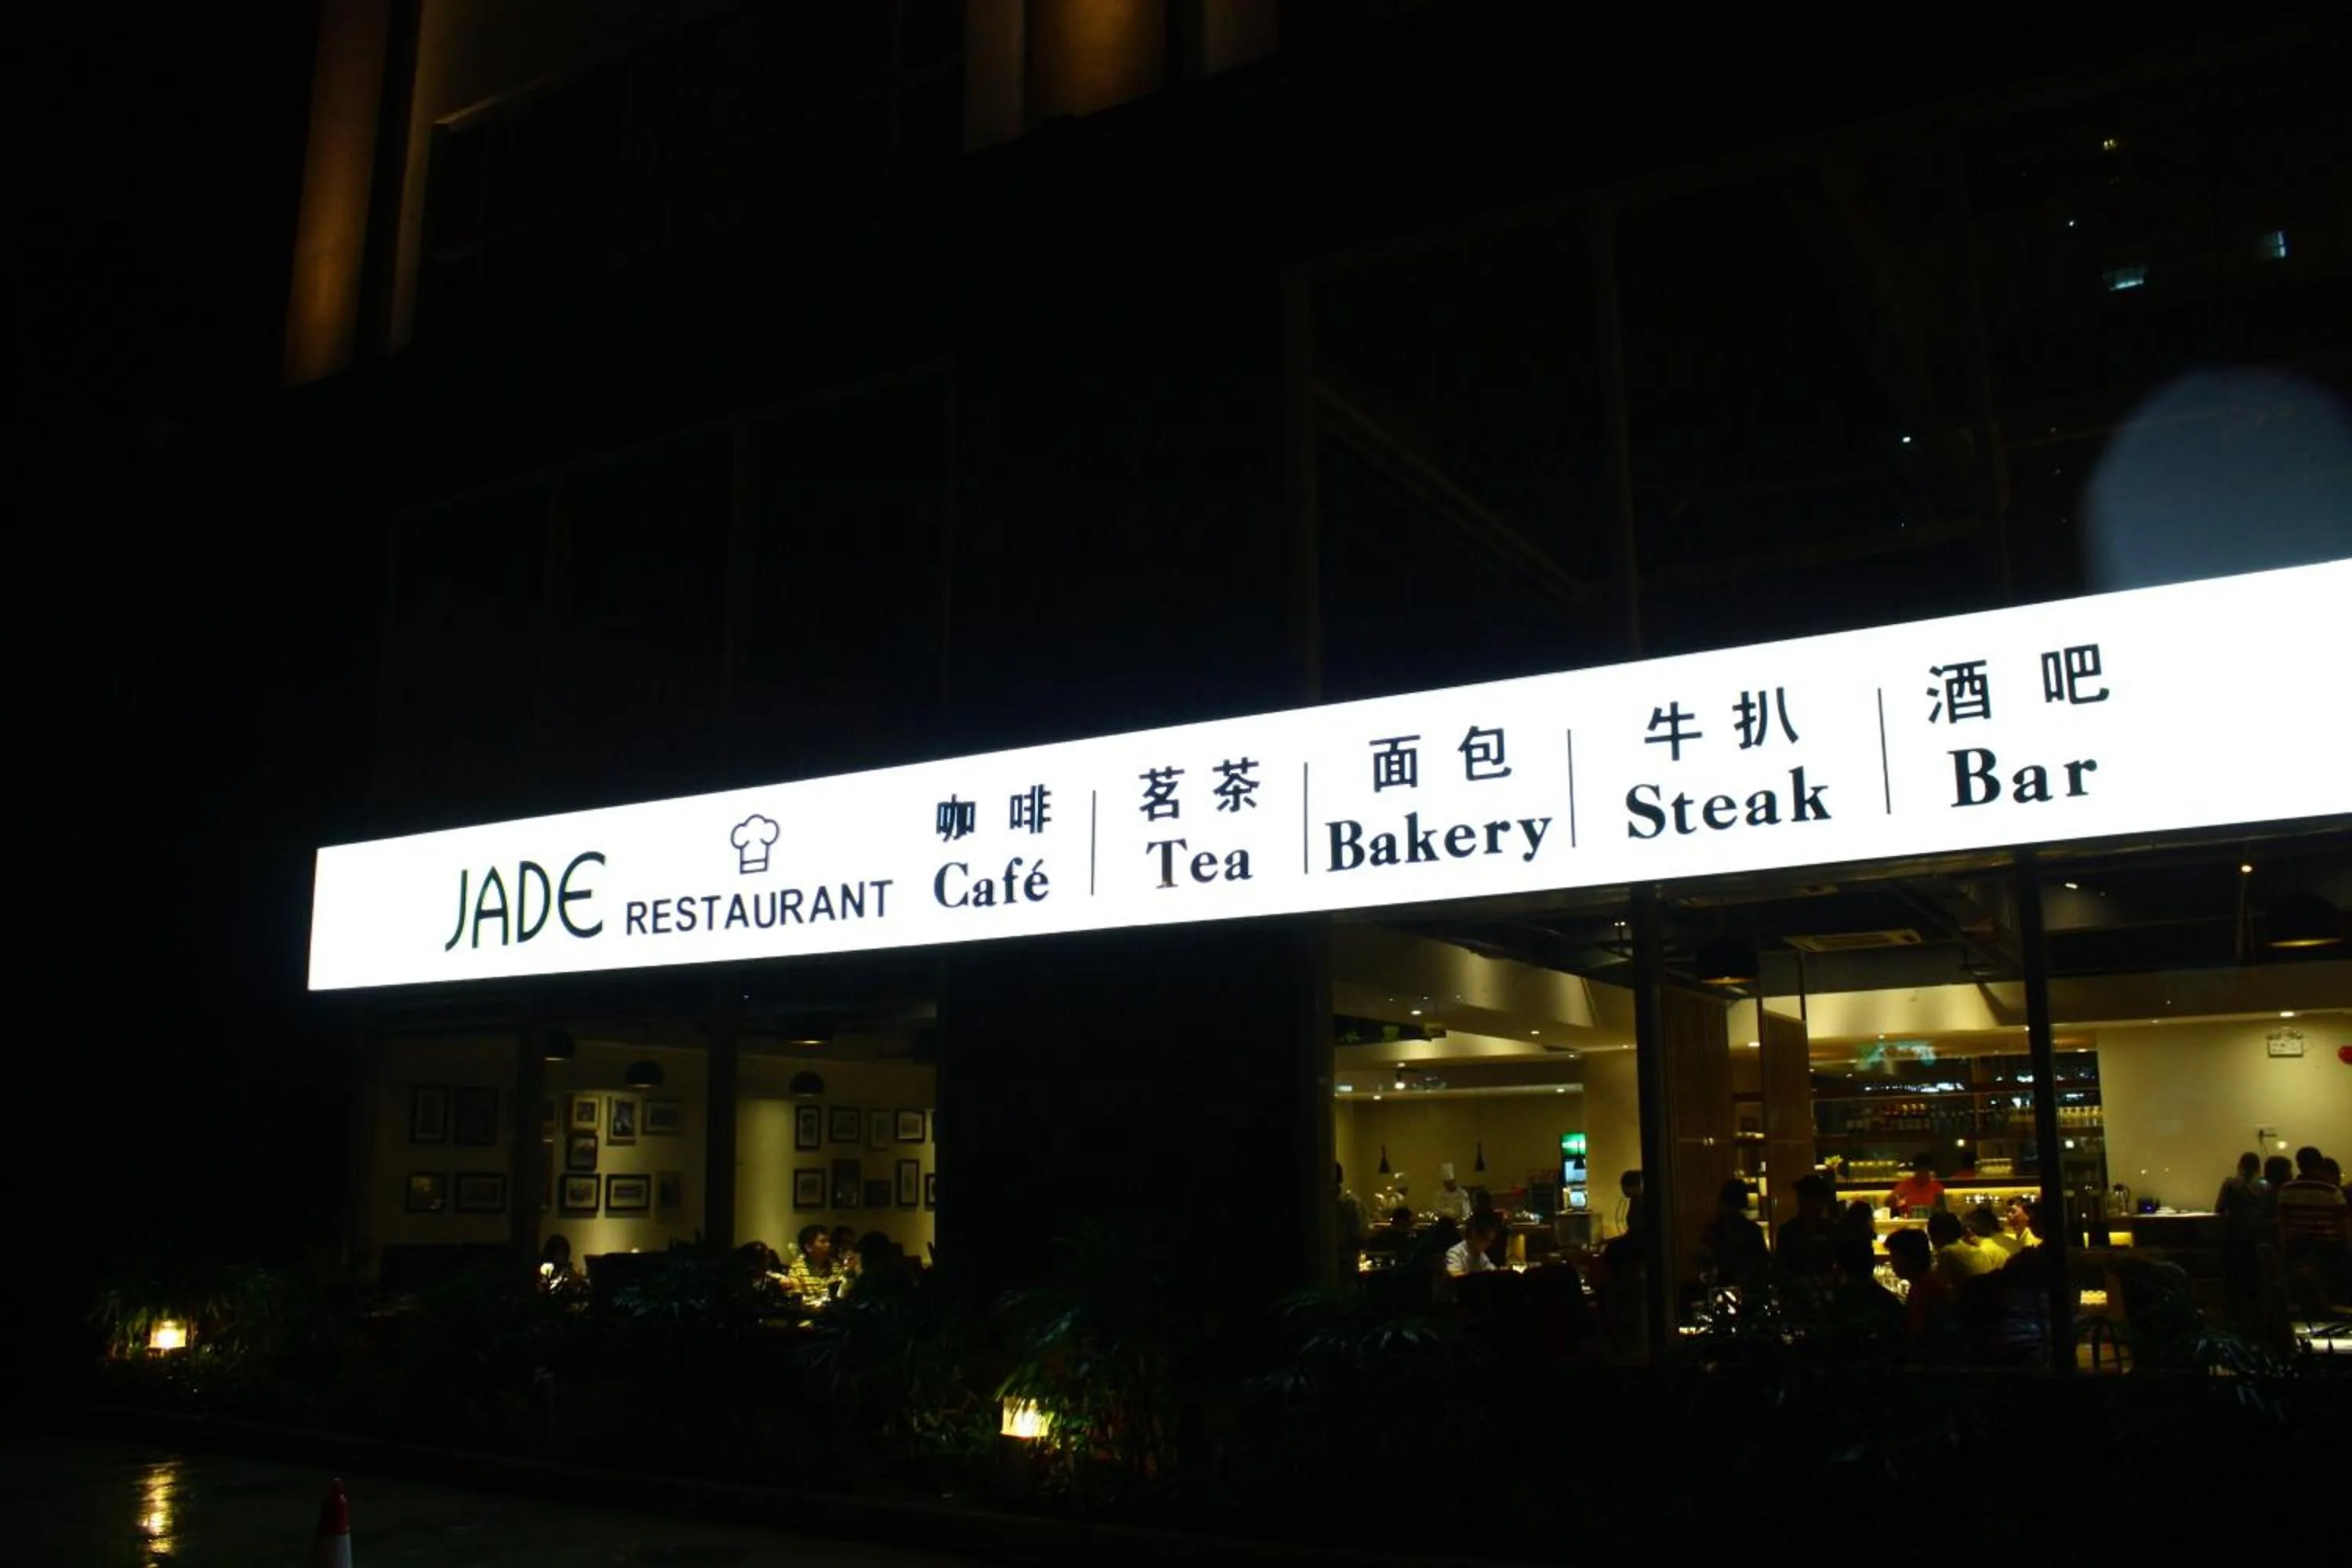 JADE RESTAURANT
咖啡 | 茗茶 | 面包 | 牛扒 | 酒吧
Café | Tea | Bakery | Steak | Bar